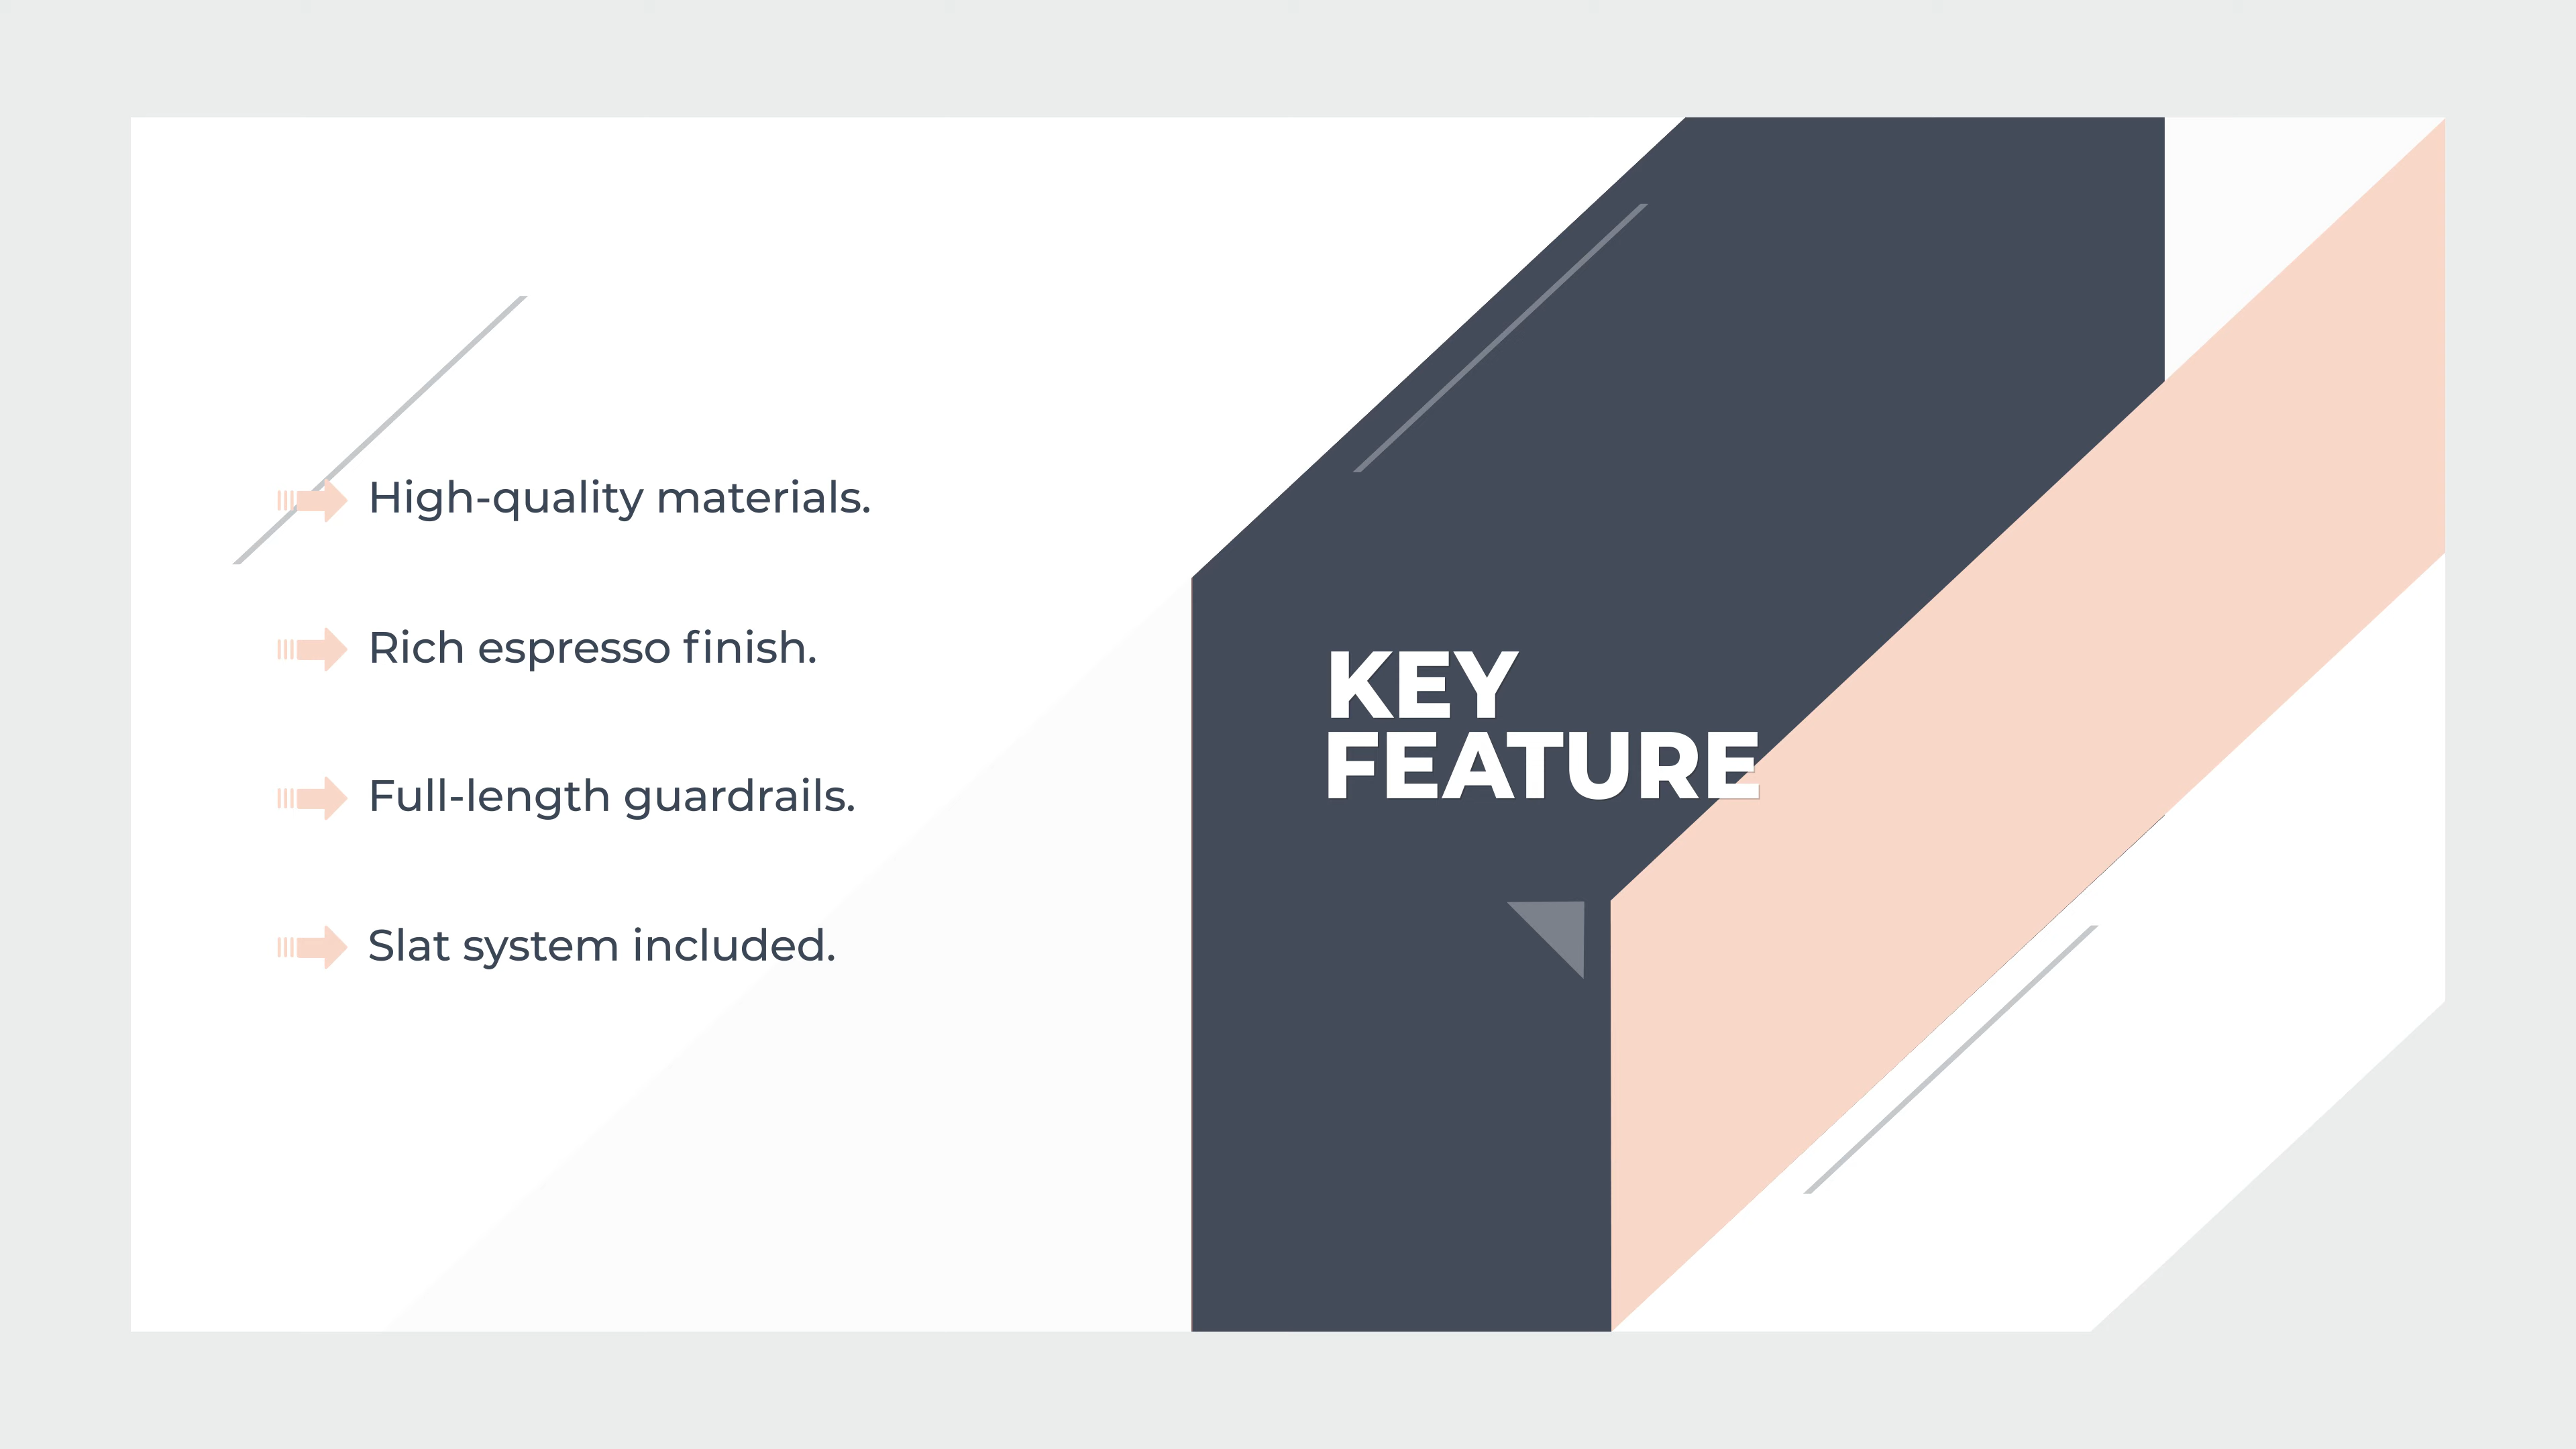 High-quality materials.
Rich espresso finish.
Full-length guardrails.
Slat system included.
KEY
FEATURE